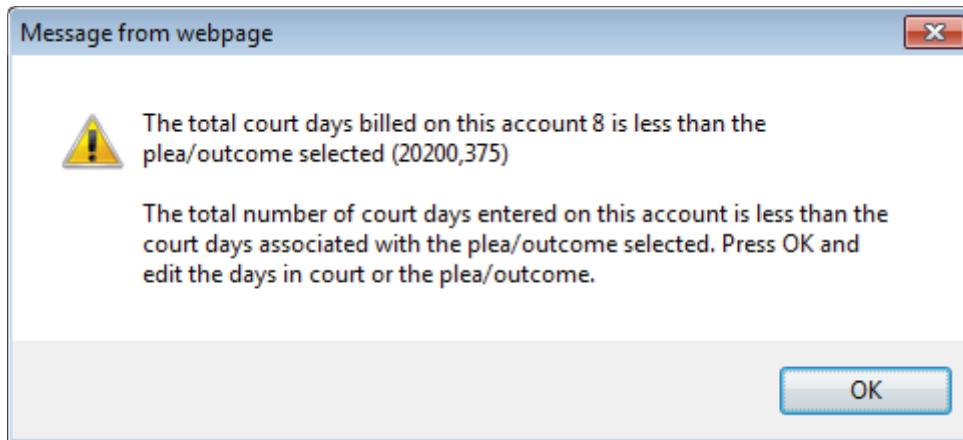 Message from webpage
The total court days billed on this account 8 is less than the
plea/outcome selected (20200,375)
The total number of court days entered on this account is less than the
court days associated with the plea/outcome selected. Press OK and
edit the days in court or the plea/outcome.
OK